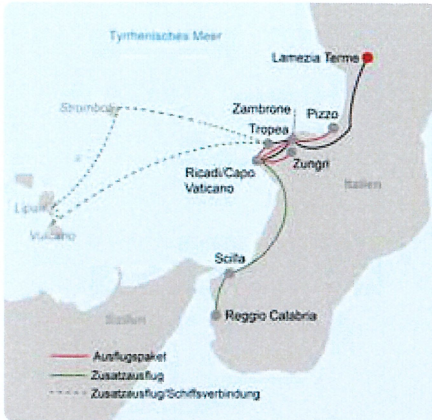 Tyrrhenisches Meer
Lamezia Terme
Stromboli
Zambrone
Pizzo
Tropea
Ricadi/Capo
Vaticano
Zungri
Italien
Lipari
Vulcano
Scilla
Reggio Calabria
Sizilien
Ausflugspaket
Zusatzausflug
Zusatzausflug/Schiffsverbindung